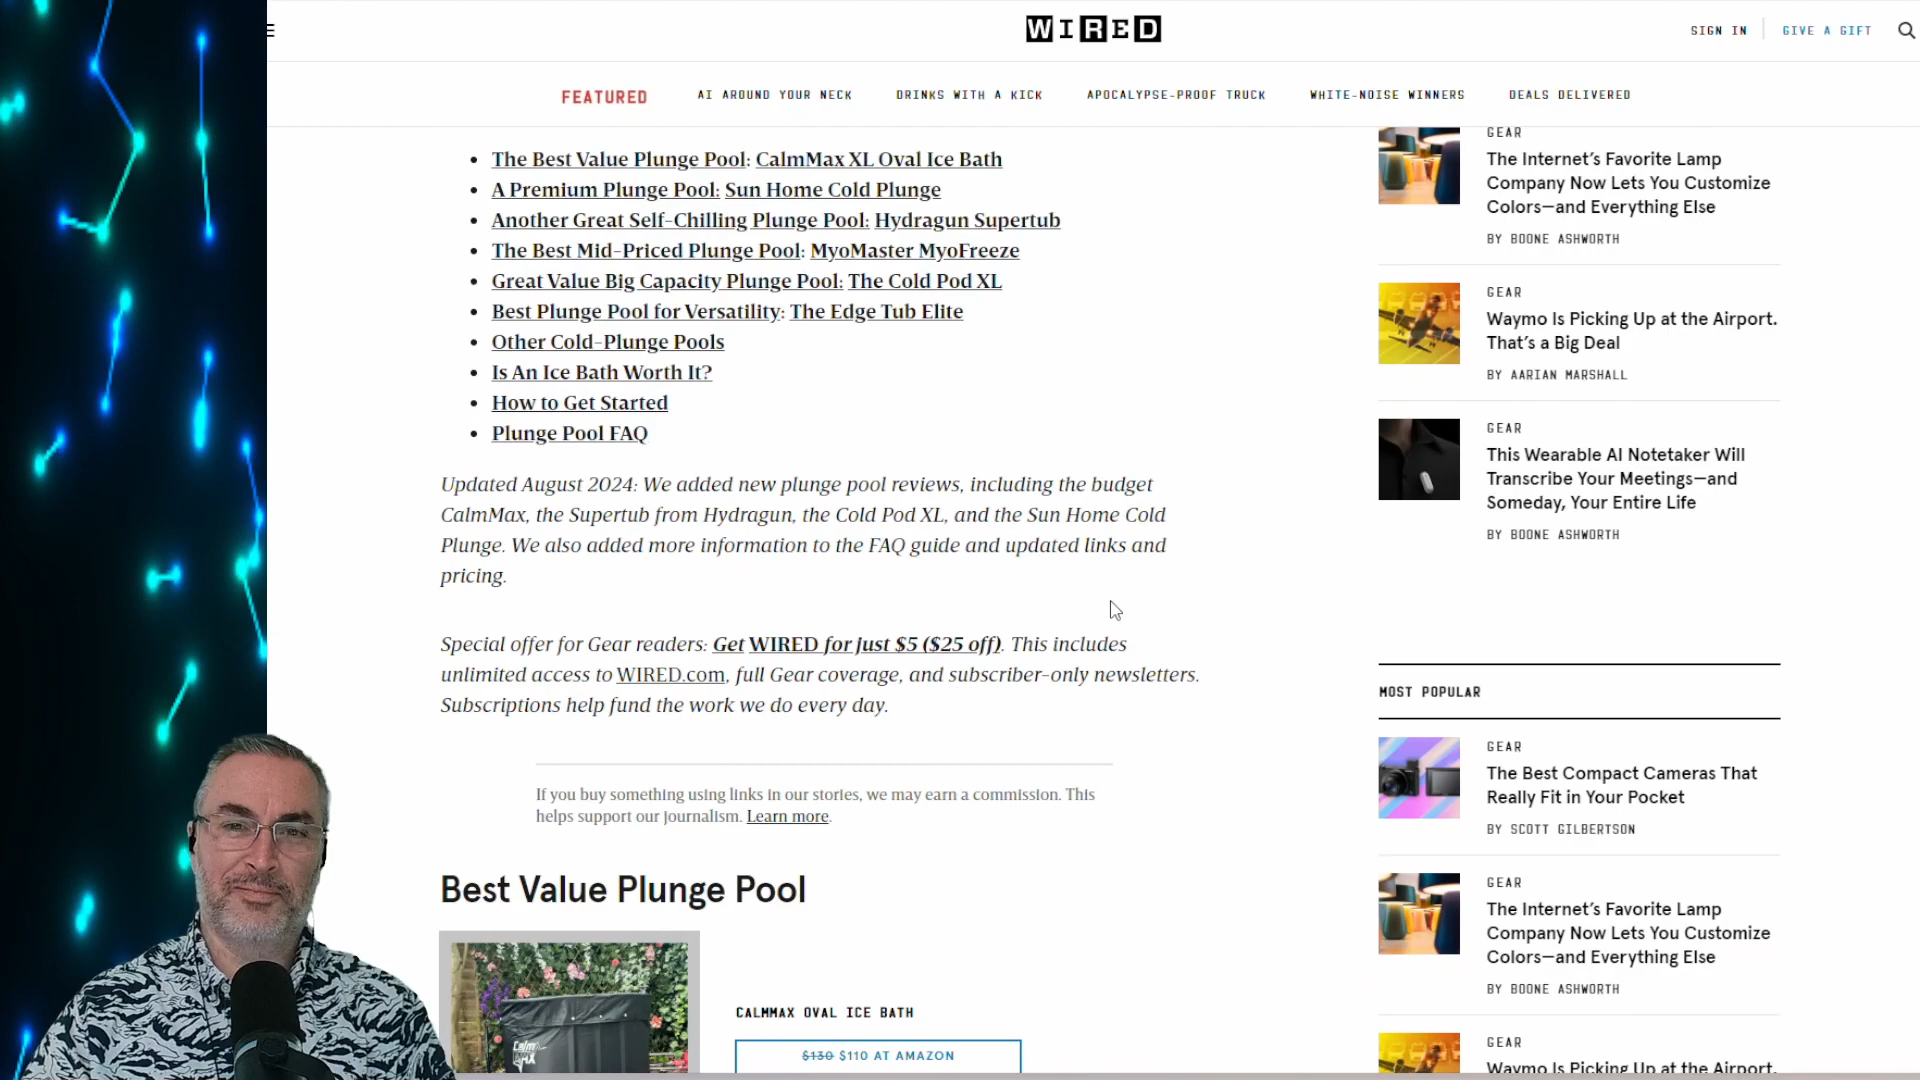 WIRED
SIGN IN
GIVE A GIFT
FEATURED
AI AROUND YOUR NECK
DRINKS WITH A KICK
APOCALYPSE-PROOF TRUCK
WHITE-NOISE WINNERS
DEALS DELIVERED
The Best Value Plunge Pool: CalmMax XL Oval Ice Bath
A Premium Plunge Pool: Sun Home Cold Plunge
Another Great Self-Chilling Plunge Pool: Hydragun Supertub
The Best Mid-Priced Plunge Pool: MyoMaster MyoFreeze
Great Value Big Capacity Plunge Pool: The Cold Pod XL
Best Plunge Pool for Versatility: The Edge Tub Elite
Other Cold-Plunge Pools
Is An Ice Bath Worth It?
How to Get Started
Plunge Pool FAQ
Updated August 2024: We added new plunge pool reviews, including the budget
CalmMax, the Supertub from Hydragun, the Cold Pod XL, and the Sun Home Cold
Plunge. We also added more information to the FAQ guide and updated links and
pricing.
Special offer for Gear readers: Get WIRED for just $5 ($25 off). This includes
unlimited access to WIRED.com, full Gear coverage, and subscriber-only newsletters.
Subscriptions help fund the work we do every day.
If you buy something using links in our stories, we may earn a commission. This
helps support our journalism. Learn more.
Best Value Plunge Pool
CalmMAX
CALMMAX OVAL ICE BATH
$130 $110 AT AMAZON
GEAR
The Internet's Favorite Lamp
Company Now Lets You Customize
Colors—and Everything Else
BY BOONE ASHWORTH
GEAR
Waymo Is Picking Up at the Airport.
That's a Big Deal
BY AARIAN MARSHALL
GEAR
This Wearable AI Notetaker Will
Transcribe Your Meetings—and
Someday, Your Entire Life
BY BOONE ASHWORTH
MOST POPULAR
GEAR
The Best Compact Cameras That
Really Fit in Your Pocket
BY SCOTT GILBERTSON
GEAR
The Internet's Favorite Lamp
Company Now Lets You Customize
Colors—and Everything Else
BY BOONE ASHWORTH
GEAR
Waymo Is Picking Up at the Airport.